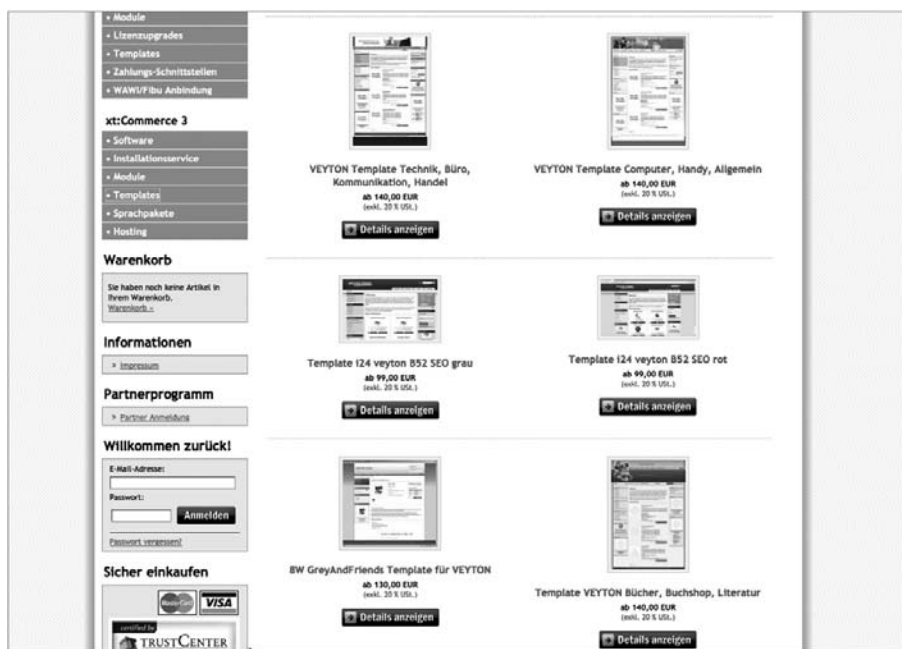 • Module
• Lizenzupgrades
• Templates
• Zahlungs-Schnittstellen
• WAWI/Fibu Anbindung
xt:Commerce 3
• Software
• Installationsservice
• Module
• Templates
• Sprachpakete
• Hosting
Warenkorb
Sie haben noch keine Artikel in
Ihrem Warenkorb.
Warenkorb »
Informationen
» Impressum
Partnerprogramm
» Partner Anmeldung
Willkommen zurück!
E-Mail-Adresse:
Passwort:
Anmelden
Passwort vergessen?
Sicher einkaufen
MasterCard VISA
certified by
TRUSTCENTER
VEYTON Template Technik, Büro,
Kommunikation, Handel
ab 140,00 EUR
(exkl. 20 % USt.)
Details anzeigen
VEYTON Template Computer, Handy, Allgemein
ab 140,00 EUR
(exkl. 20 % USt.)
Details anzeigen
Template i24 veyton B52 SEO grau
ab 99,00 EUR
(exkl. 20 % USt.)
Details anzeigen
Template i24 veyton B52 SEO rot
ab 99,00 EUR
(exkl. 20 % USt.)
Details anzeigen
BW GreyAndFriends Template für VEYTON
ab 130,00 EUR
(exkl. 20 % USt.)
Details anzeigen
Template VEYTON Bücher, Buchshop, Literatur
ab 140,00 EUR
(exkl. 20 % USt.)
Details anzeigen